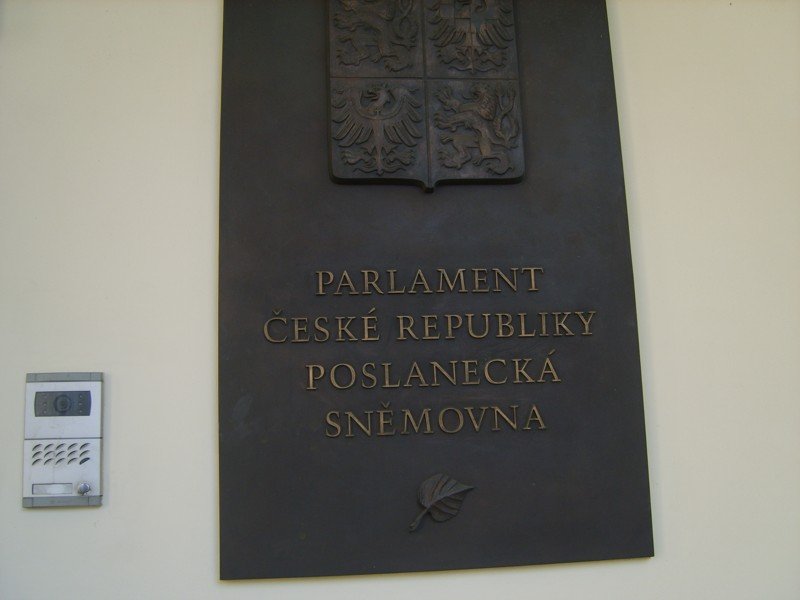 PARLAMENT
ČESKÉ REPUBLIKY
POSLANECKÁ
SNĚMOVNA